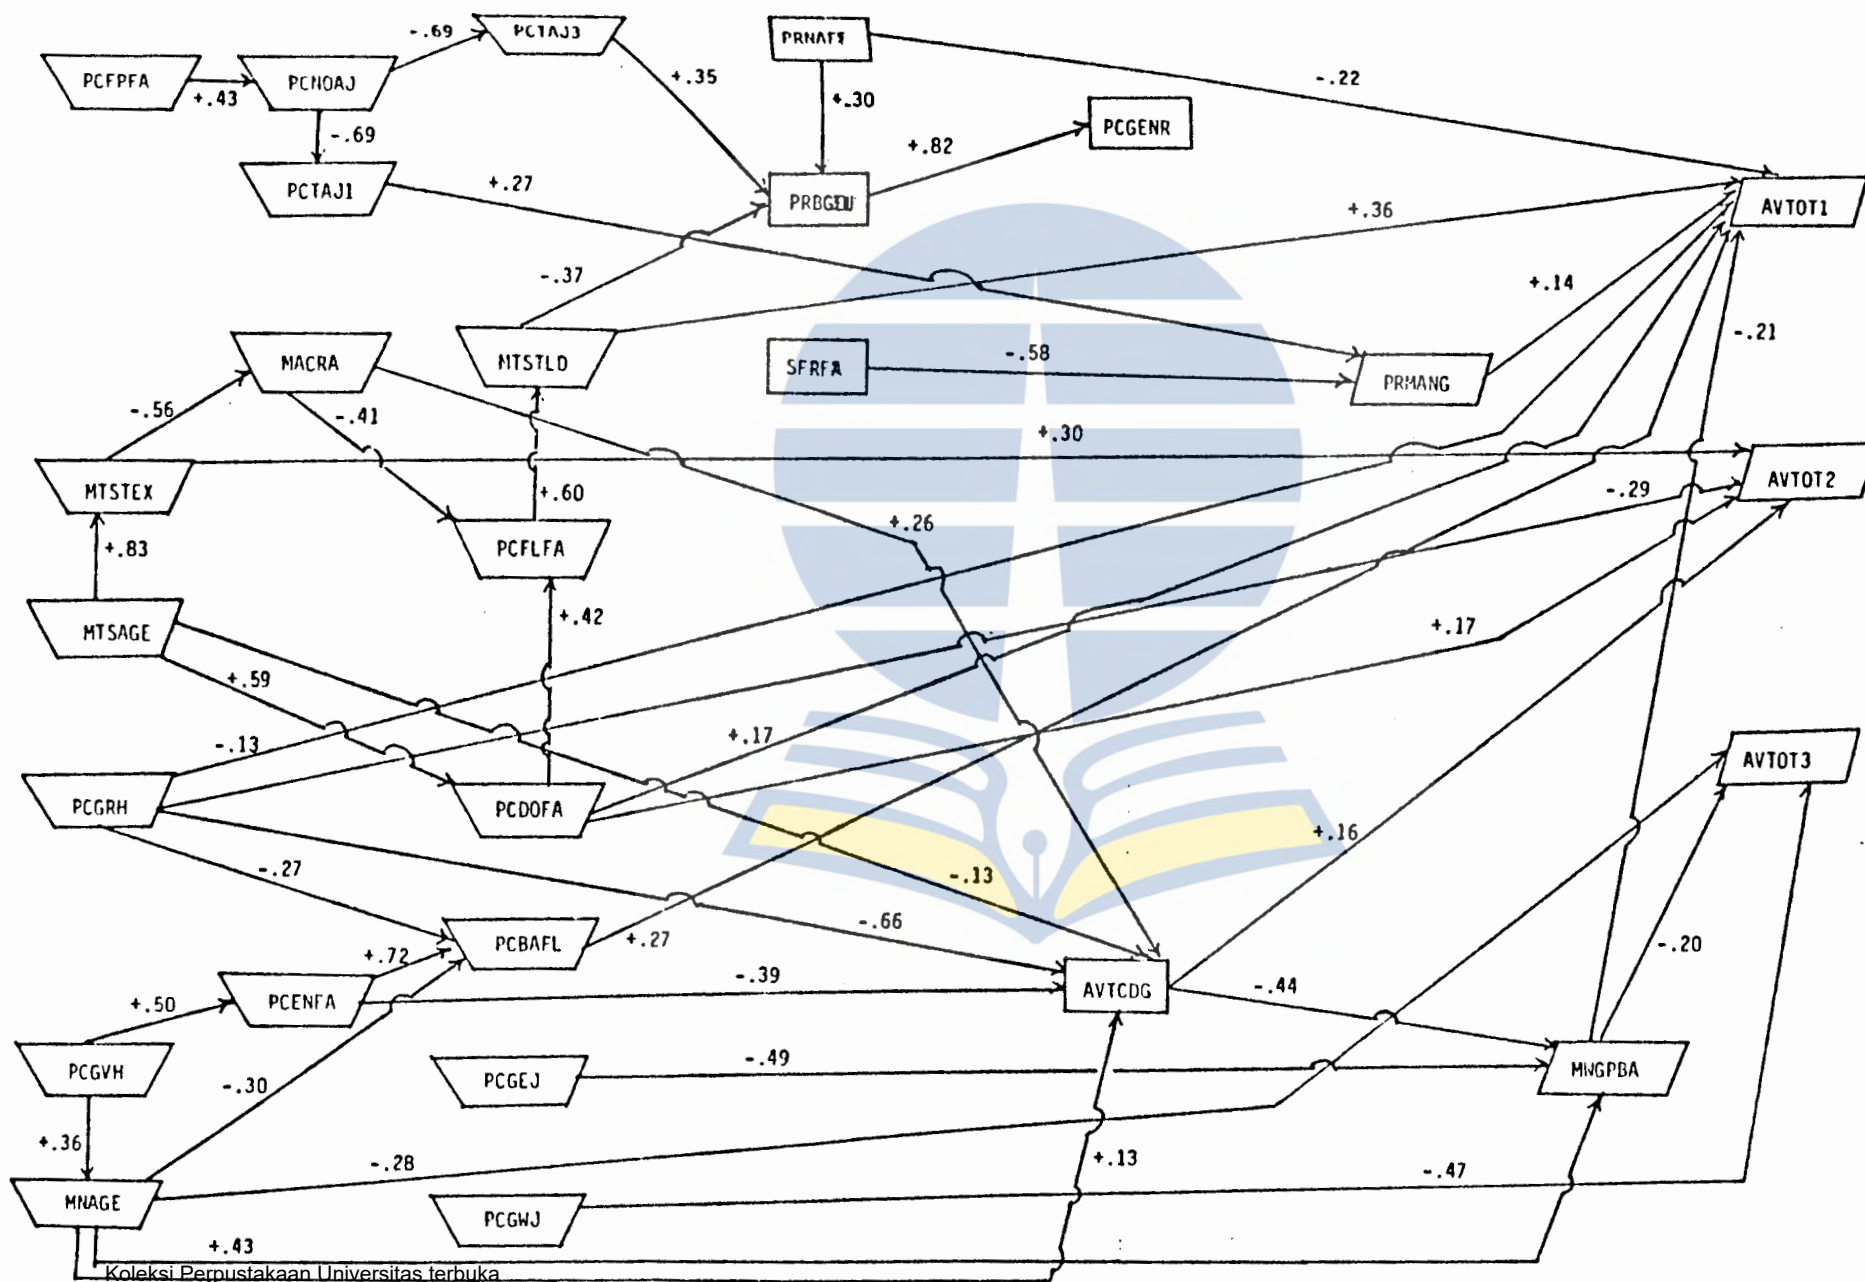 PCTAJ3
-.69
PRNAFE
PCFPFA
+.43
PCNOAJ
+.35
-.22
+.30
PCGENR
-.69
+.82
PCTAJ1
+.27
PRBGEU
+.36
AVTOT1
-.37
+.14
-.21
MACRA
MTSTLD
SFRFA
-.58
PRMANG
-.56
-.41
+.30
MTSTEX
+.60
-.29
AVTOT2
+.83
PCFLFA
+.26
MTSAGE
+.42
+.17
+.59
-.13
+.17
AVTOT3
PCGRH
PCDOFA
+.16
-.27
-.13
-.66
PCBAFL
+.27
-.20
+.72
-.39
+.50
PCENFA
AVTCDG
-.44
PCGVH
-.49
PCGEJ
MWGPBA
-.30
+.36
-.28
+.13
-.47
MNAGE
PCGWJ
+.43
Koleksi Perpustakaan Universitas terbuka